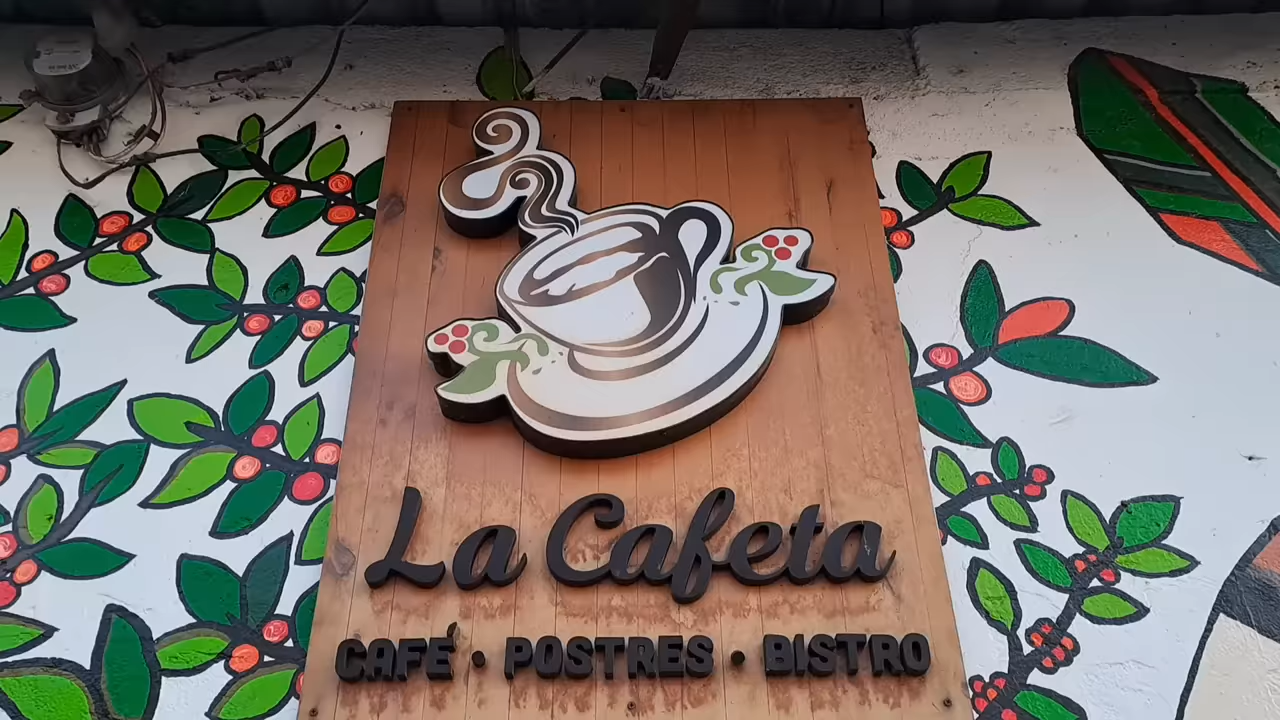 La Cafeta
CAFÉ • POSTRES • BISTRO